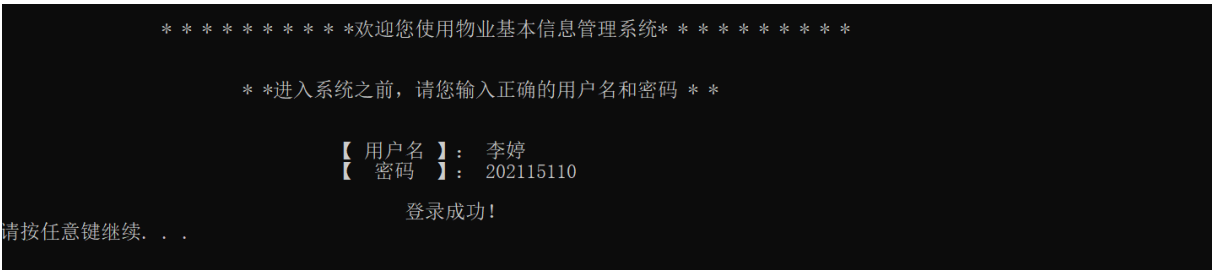 * * * * * * * * * *欢迎您使用物业基本信息管理系统* * * * * * * * * *
* *进入系统之前，请您输入正确的用户名和密码 * *
【 用户名 】： 李婷
【  密码  】： 202115110
登录成功！
请按任意键继续. . .